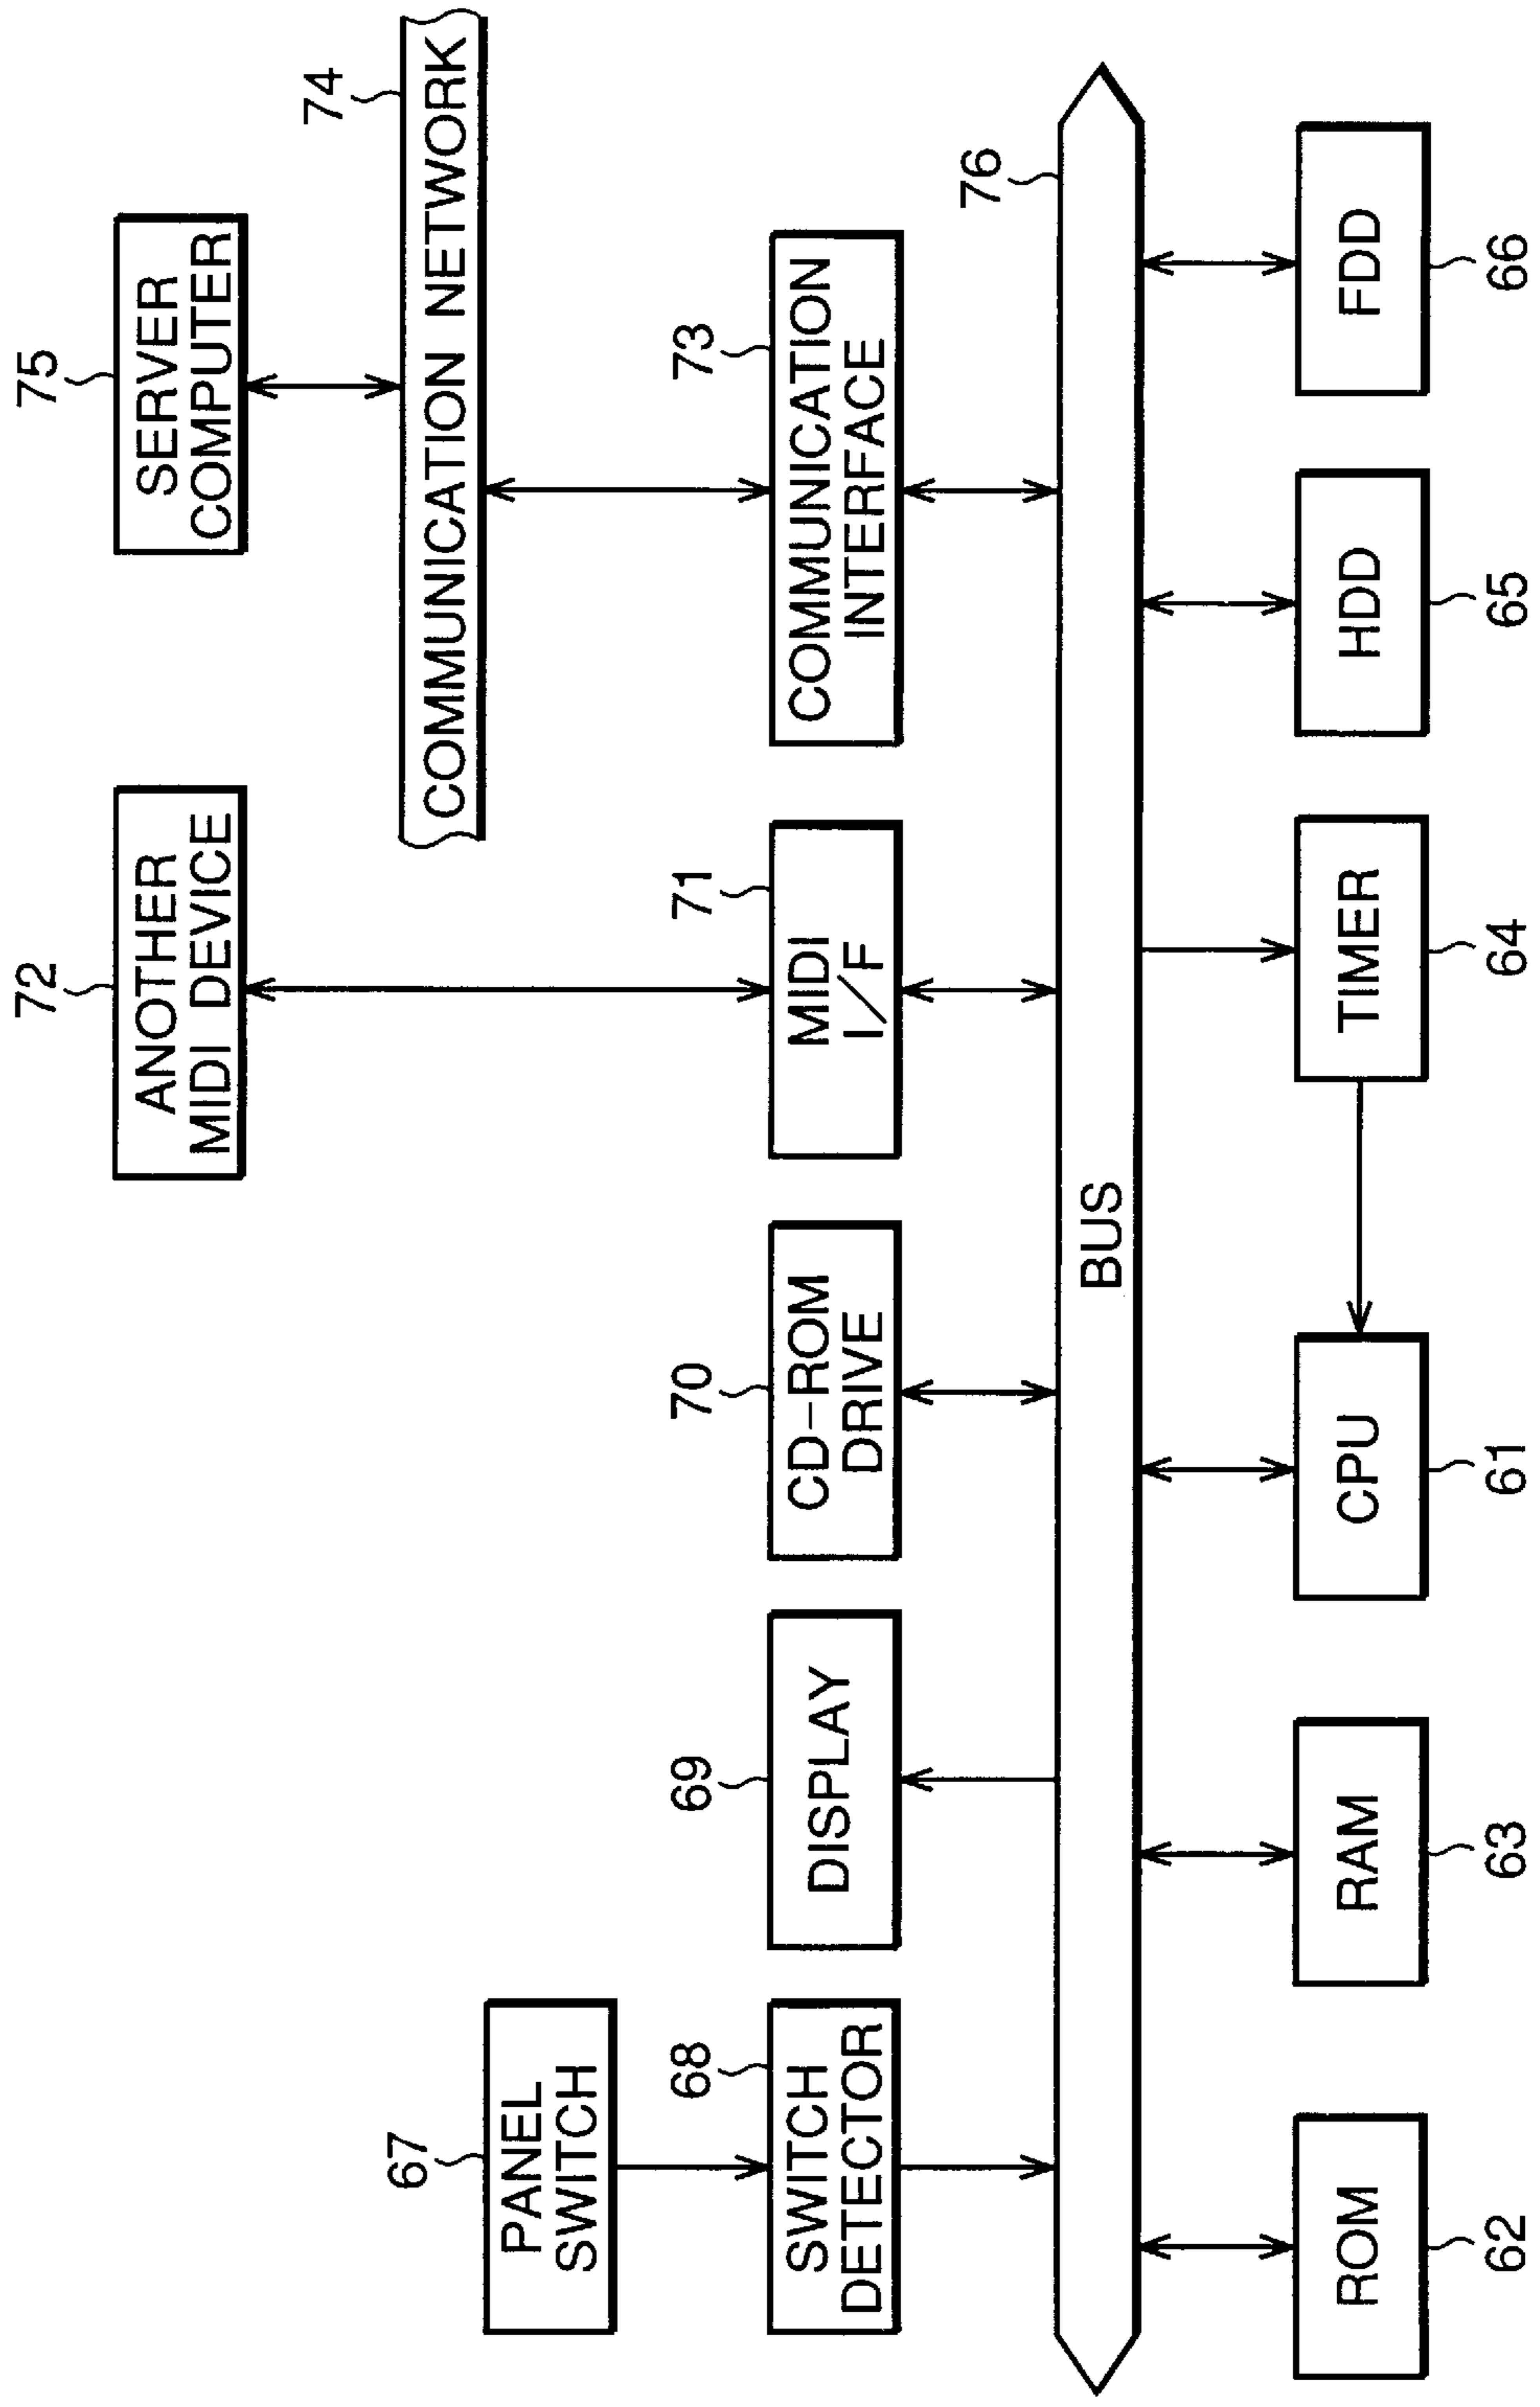 75
SERVER
COMPUTER
72
ANOTHER
MIDI DEVICE
74
COMMUNICATION NETWORK
67
PANEL
SWITCH
68
SWITCH
DETECTOR
69
DISPLAY
70
CD-ROM
DRIVE
71
MIDI
I/F
73
COMMUNICATION
INTERFACE
76
BUS
ROM
RAM
CPU
TIMER
HDD
FDD
62
63
61
64
65
66